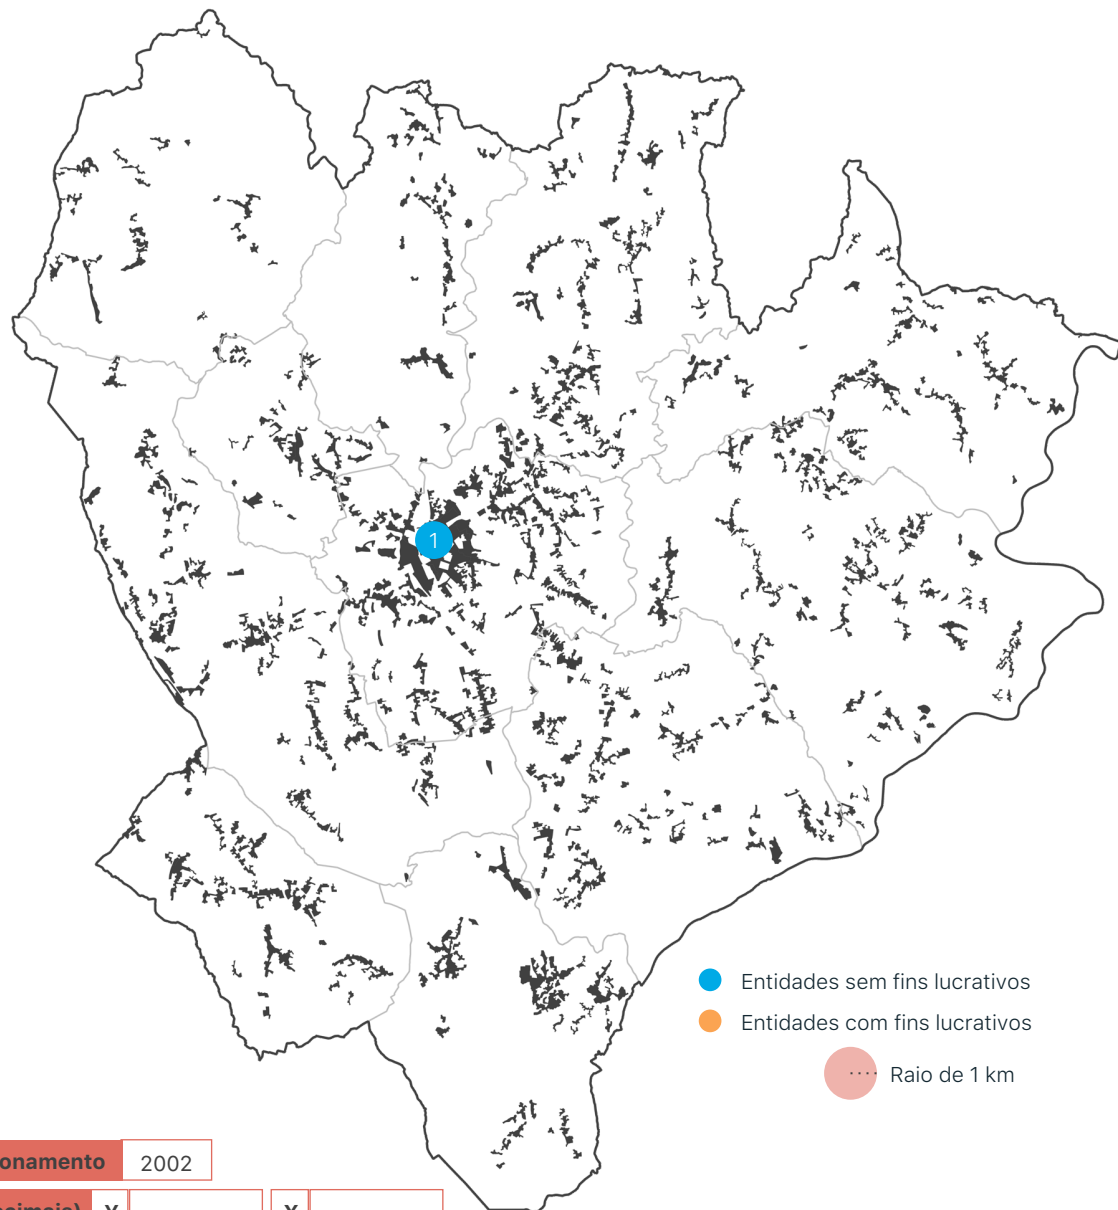 1
Entidades sem fins lucrativos
Entidades com fins lucrativos
Raio de 1 km
onamento 2002